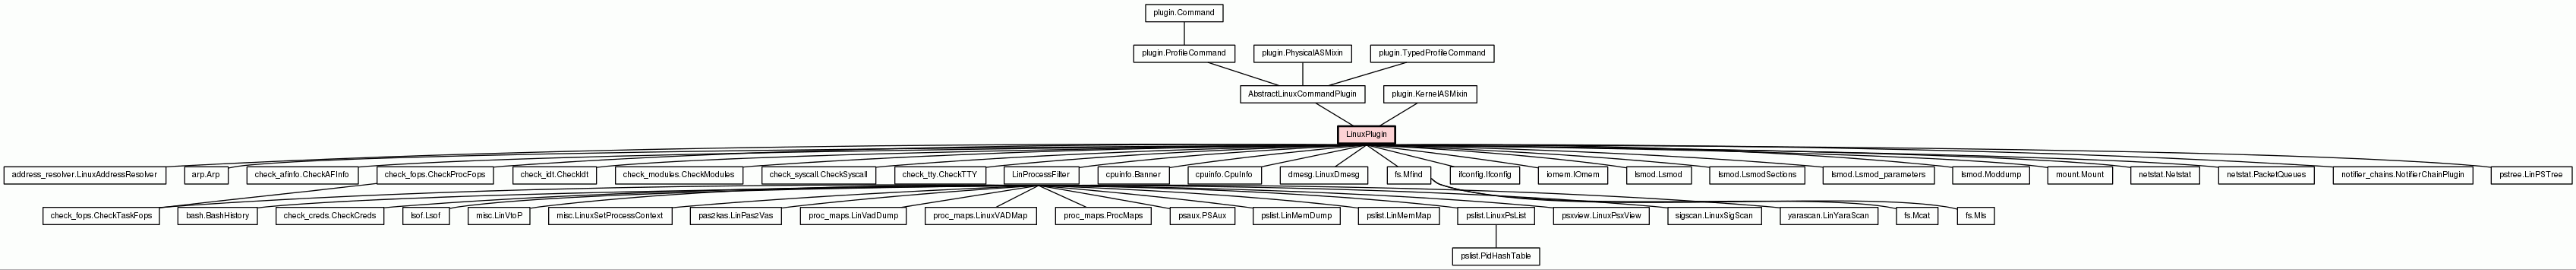 plugin.Command
plugin.ProfileCommand
plugin.PhysicalASMixin
plugin.TypedProfileCommand
AbstractLinuxCommandPlugin
plugin.KernelASMixin
LinuxPlugin
address_resolver.LinuxAddressResolver
arp.Arp
check_afinfo.CheckAFInfo
check_fops.CheckProcFops
check_idt.CheckIdt
check_modules.CheckModules
check_syscall.CheckSyscall
check_tty.CheckTTY
LinProcessFilter
cpuinfo.Banner
cpuinfo.CpuInfo
dmesg.LinuxDmesg
fs.Mfind
ifconfig.Ifconfig
iomem.IOmem
lsmod.Lsmod
lsmod.LsmodSections
lsmod.Lsmod_parameters
lsmod.Moddump
mount.Mount
netstat.Netstat
netstat.PacketQueues
notifier_chains.NotifierChainPlugin
pstree.LinPSTree
check_fops.CheckTaskFops
bash.BashHistory
check_creds.CheckCreds
lsof.Lsof
misc.LinVtoP
misc.LinuxSetProcessContext
pas2kas.LinPas2Vas
proc_maps.LinVadDump
proc_maps.LinuxVADMap
proc_maps.ProcMaps
psaux.PSAux
pslist.LinMemDump
pslist.LinMemMap
pslist.LinuxPsList
psxview.LinuxPsxView
sigscan.LinuxSigScan
yarascan.LinYaraScan
fs.Mcat
fs.Mls
pslist.PidHashTable